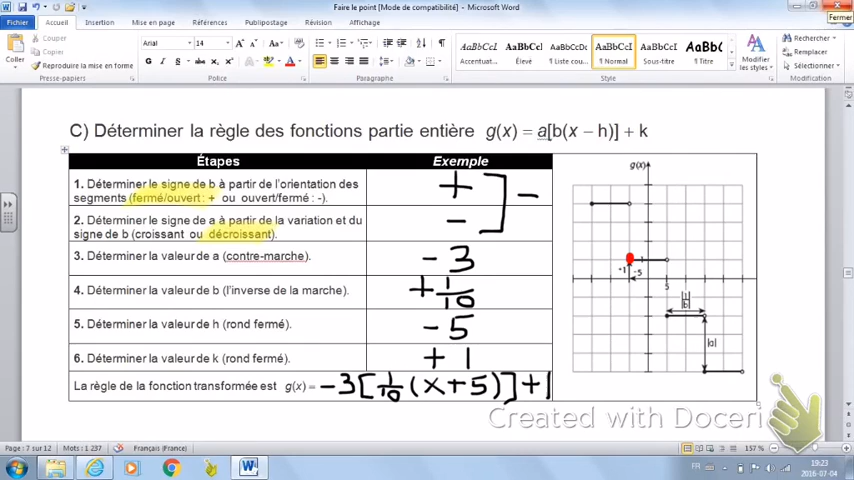 Faire le point [Mode de compatibilité] - Microsoft Word
Fermer
Fichier Accueil Insertion Mise en page Références Publipostage Révision Affichage
Couper
Copier
Reproduire la mise en forme
Coller
Presse-papiers
Arial 14
Police
Paragraphe
AaBbCcI AaBbCcI AaBbCcDc AaBbCcI AaBbCcI AaBb(
Accentuat... Élevé ¶ Liste cou... ¶ Normal ¶ Sous-titre Titre
Modifier les styles
Style
Rechercher
Remplacer
Sélectionner
Modification
C) Déterminer la règle des fonctions partie entière g(x) = a[b(x – h)] + k
Étapes Exemple
1. Déterminer le signe de b à partir de l'orientation des
segments (fermé/ouvert : + ou ouvert/fermé : -).
+
2. Déterminer le signe de a à partir de la variation et du
signe de b (croissant ou décroissant).
-
] -
3. Déterminer la valeur de a (contre-marche).
- 3
4. Déterminer la valeur de b (l'inverse de la marche).
+ 1/10
5. Déterminer la valeur de h (rond fermé).
- 5
6. Déterminer la valeur de k (rond fermé).
+ 1
La règle de la fonction transformée est g(x) = -3[1/10(x+5)]+1
g(x)
+1
-5
5
|1/b|
|a|
Created with Doceri
Page : 7 sur 12 Mots : 1 237 Français (France) 157 %
FR
19:23
2016-07-04